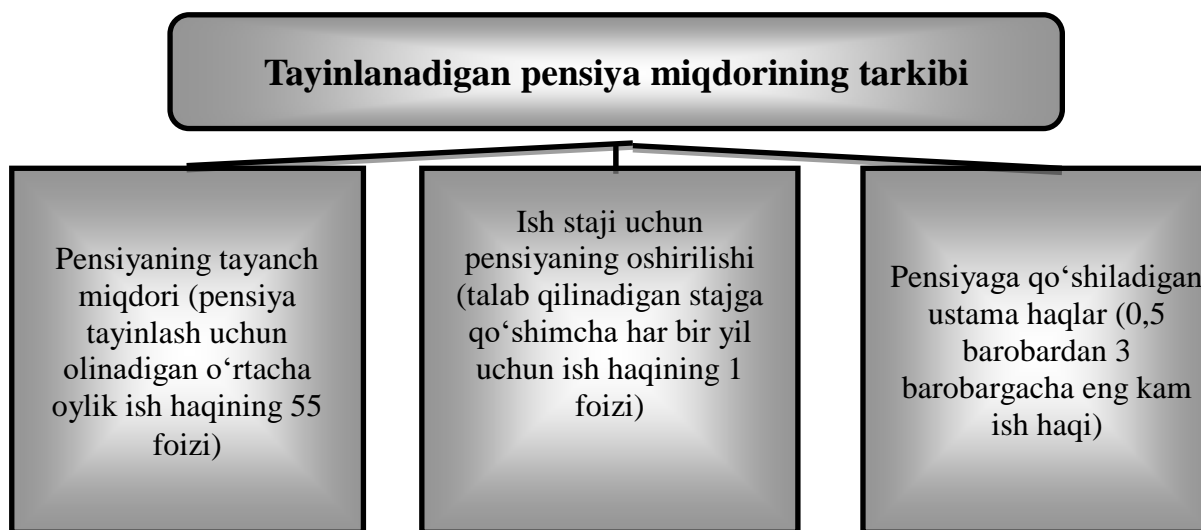 Tayinlanadigan pensiya miqdorining tarkibi
Pensiyaning tayanch
miqdori (pensiya
tayinlash uchun
olinadigan o‘rtacha
oylik ish haqining 55
foizi)
Ish staji uchun
pensiyaning oshirilishi
(talab qilinadigan stajga
qo‘shimcha har bir yil
uchun ish haqining 1
foizi)
Pensiyaga qo‘shiladigan
ustama haqlar (0,5
barobardan 3
barobargacha eng kam
ish haqi)